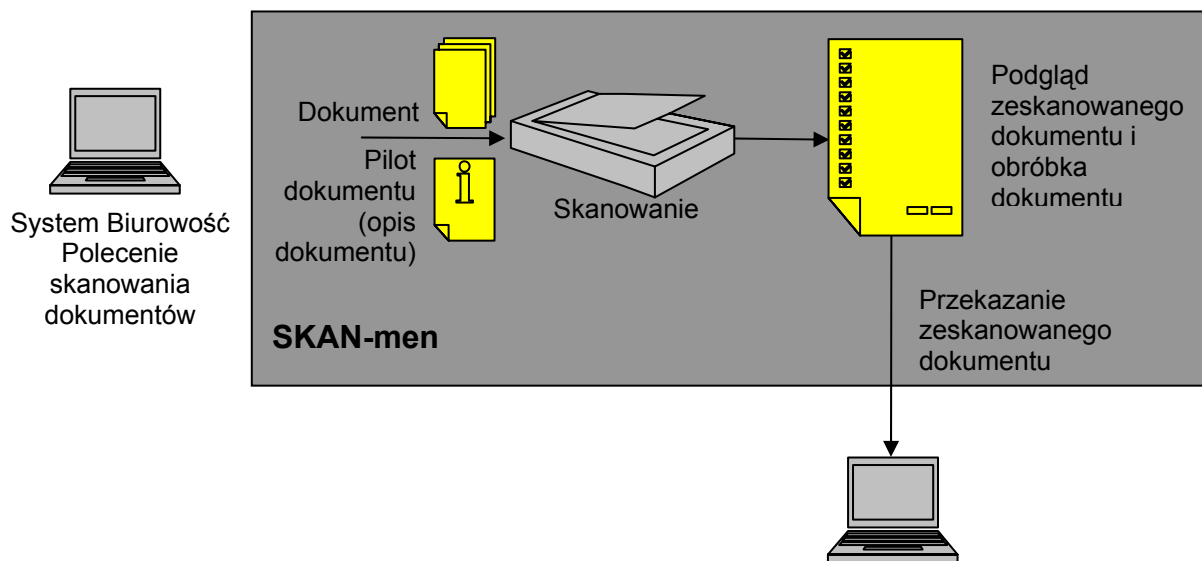 System Biurowość
Polecenie
skanowania
dokumentów
Dokument
Pilot
dokumentu
(opis
dokumentu)
Skanowanie
Podgląd
zeskanowanego
dokumentu i
obróbka
dokumentu
Przekazanie
zeskanowanego
dokumentu
SKAN-men